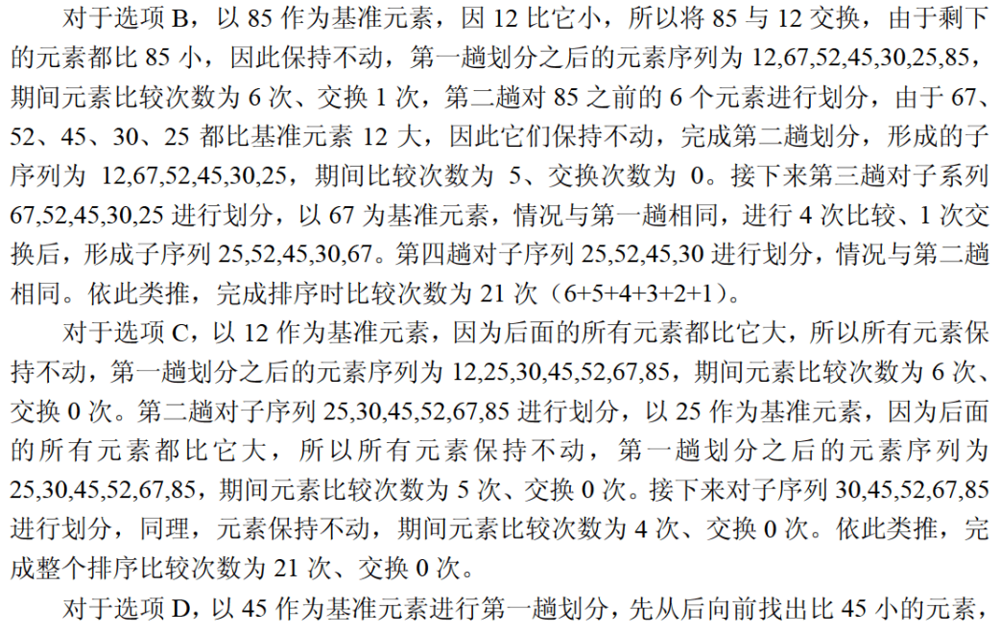 对于选项 B，以 85 作为基准元素，因 12 比它小，所以将 85 与 12 交换，由于剩下
的元素都比 85 小，因此保持不动，第一趟划分之后的元素序列为 12,67,52,45,30,25,85，
期间元素比较次数为 6 次、交换 1 次，第二趟对 85 之前的 6 个元素进行划分，由于 67、
52、45、30、25 都比基准元素 12 大，因此它们保持不动，完成第二趟划分，形成的子
序列为 12,67,52,45,30,25，期间比较次数为 5、交换次数为 0。接下来第三趟对子系列
67,52,45,30,25 进行划分，以 67 为基准元素，情况与第一趟相同，进行 4 次比较、1 次交
换后，形成子序列 25,52,45,30,67。第四趟对子序列 25,52,45,30 进行划分，情况与第二趟
相同。依此类推，完成排序时比较次数为 21 次（6+5+4+3+2+1）。
对于选项 C，以 12 作为基准元素，因为后面的所有元素都比它大，所以所有元素保
持不动，第一趟划分之后的元素序列为 12,25,30,45,52,67,85，期间元素比较次数为 6 次、
交换 0 次。第二趟对子序列 25,30,45,52,67,85 进行划分，以 25 作为基准元素，因为后面
的所有元素都比它大，所以所有元素保持不动，第一趟划分之后的元素序列为
25,30,45,52,67,85，期间元素比较次数为 5 次、交换 0 次。接下来对子序列 30,45,52,67,85
进行划分，同理，元素保持不动，期间元素比较次数为 4 次、交换 0 次。依此类推，完
成整个排序比较次数为 21 次、交换 0 次。
对于选项 D，以 45 作为基准元素进行第一趟划分，先从后向前找出比 45 小的元素，